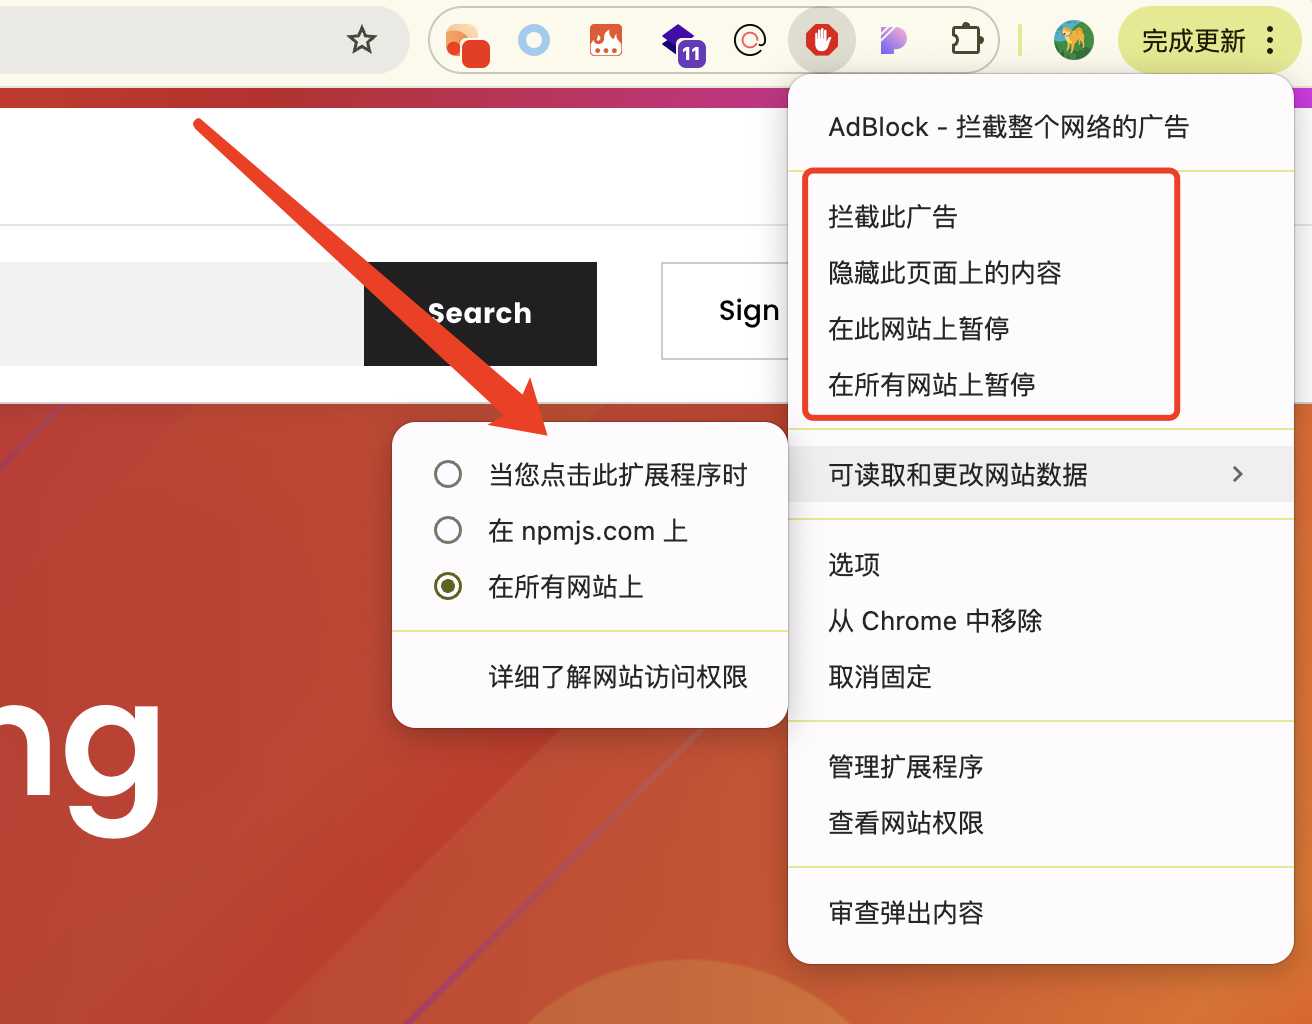 11
完成更新
AdBlock - 拦截整个网络的广告
拦截此广告
隐藏此页面上的内容
在此网站上暂停
在所有网站上暂停
Search
Sign
可读取和更改网站数据
当您点击此扩展程序时
在 npmjs.com 上
在所有网站上
详细了解网站访问权限
选项
从 Chrome 中移除
取消固定
管理扩展程序
查看网站权限
审查弹出内容
ng